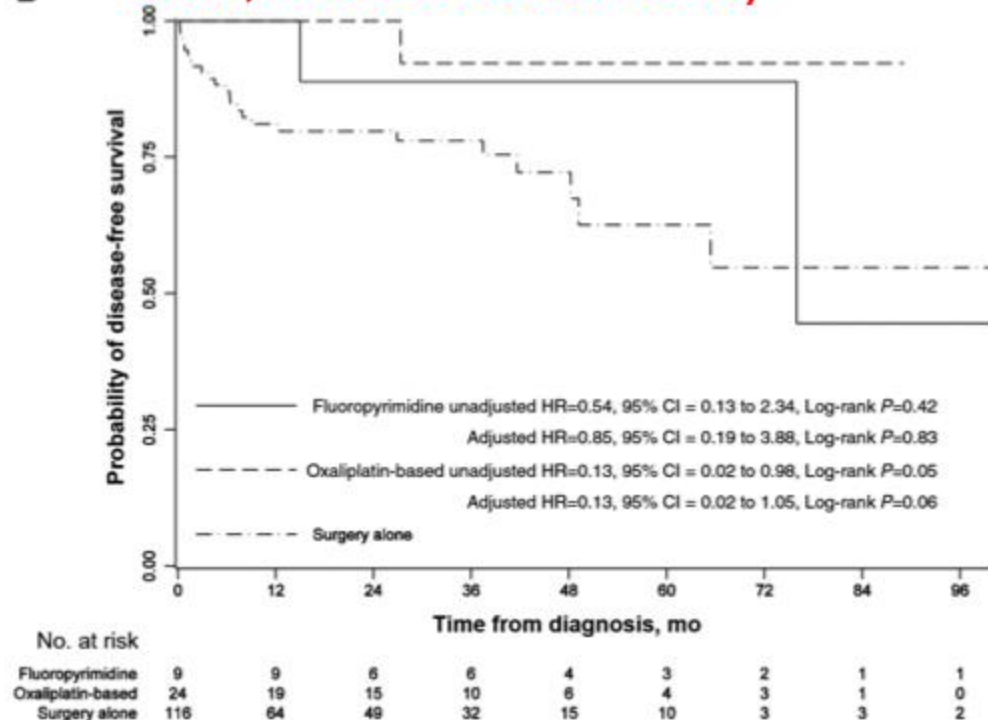 1.00
0.75
0.50
0.25
0.00
Probability of disease-free survival
Fluoropyrimidine unadjusted HR=0.54, 95% CI = 0.13 to 2.34, Log-rank P=0.42
Adjusted HR=0.85, 95% CI = 0.19 to 3.88, Log-rank P=0.83
Oxaliplatin-based unadjusted HR=0.13, 95% CI = 0.02 to 0.98, Log-rank P=0.05
Adjusted HR=0.13, 95% CI = 0.02 to 1.05, Log-rank P=0.06
Surgery alone
0 12 24 36 48 60 72 84 96
Time from diagnosis, mo
No. at risk
Fluoropyrimidine 9 9 6 6 4 3 2 1 1
Oxaliplatin-based 24 19 15 10 6 4 3 1 0
Surgery alone 116 64 49 32 15 10 3 3 2